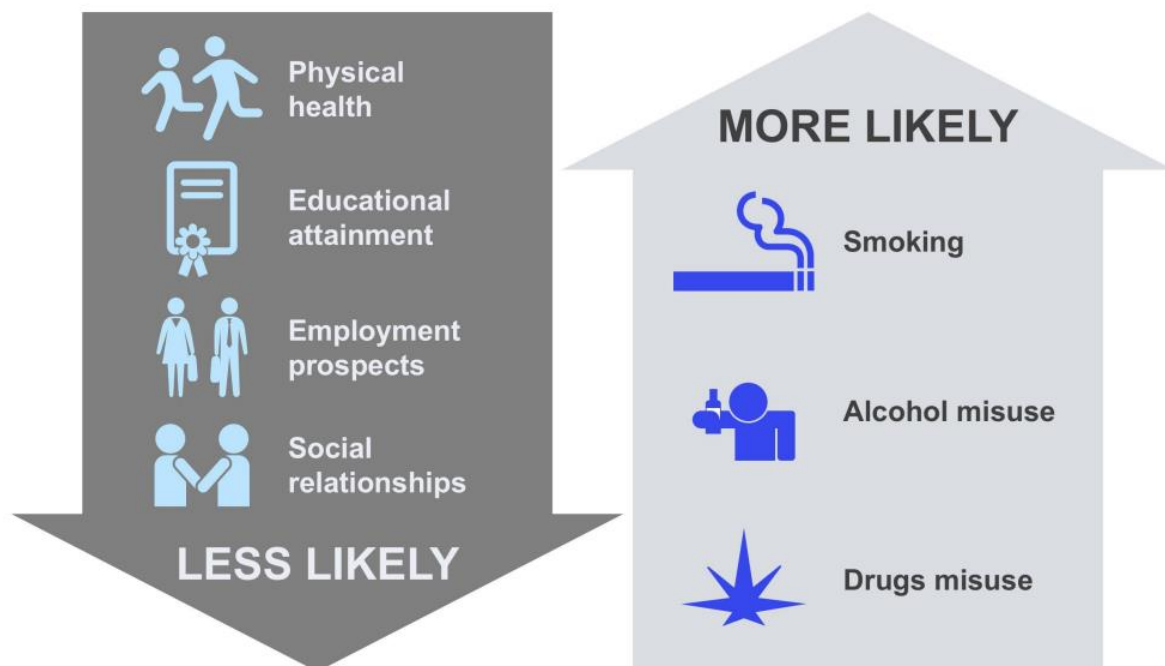 Physical
health
Educational
attainment
Employment
prospects
Social
relationships
LESS LIKELY
MORE LIKELY
Smoking
Alcohol misuse
Drugs misuse